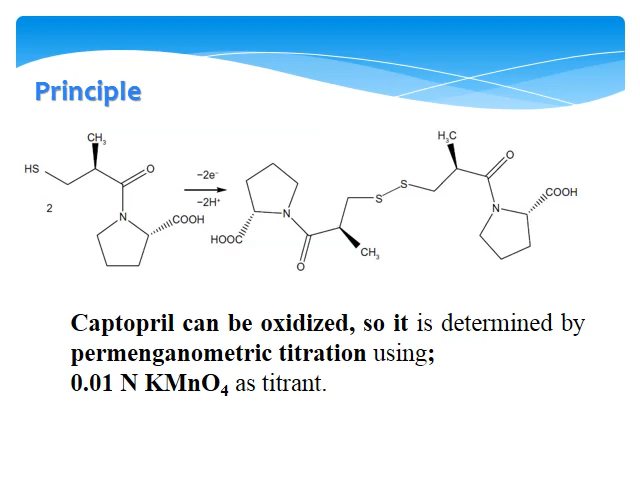 Principle
CH₃
HS
O
2
N
COOH
−2e⁻
−2H⁺
HOOC
N
O
CH₃
S
S
H₃C
O
N
COOH
Captopril can be oxidized, so it is determined by
permenganometric titration using;
0.01 N KMnO₄ as titrant.